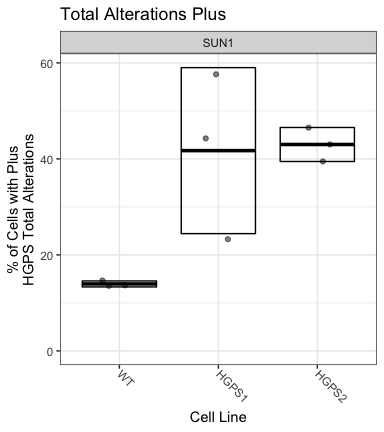 Total Alterations Plus
SUN1
% of Cells with Plus
HGPS Total Alterations
60
40
20
0
WT
HGPS1
HGPS2
Cell Line